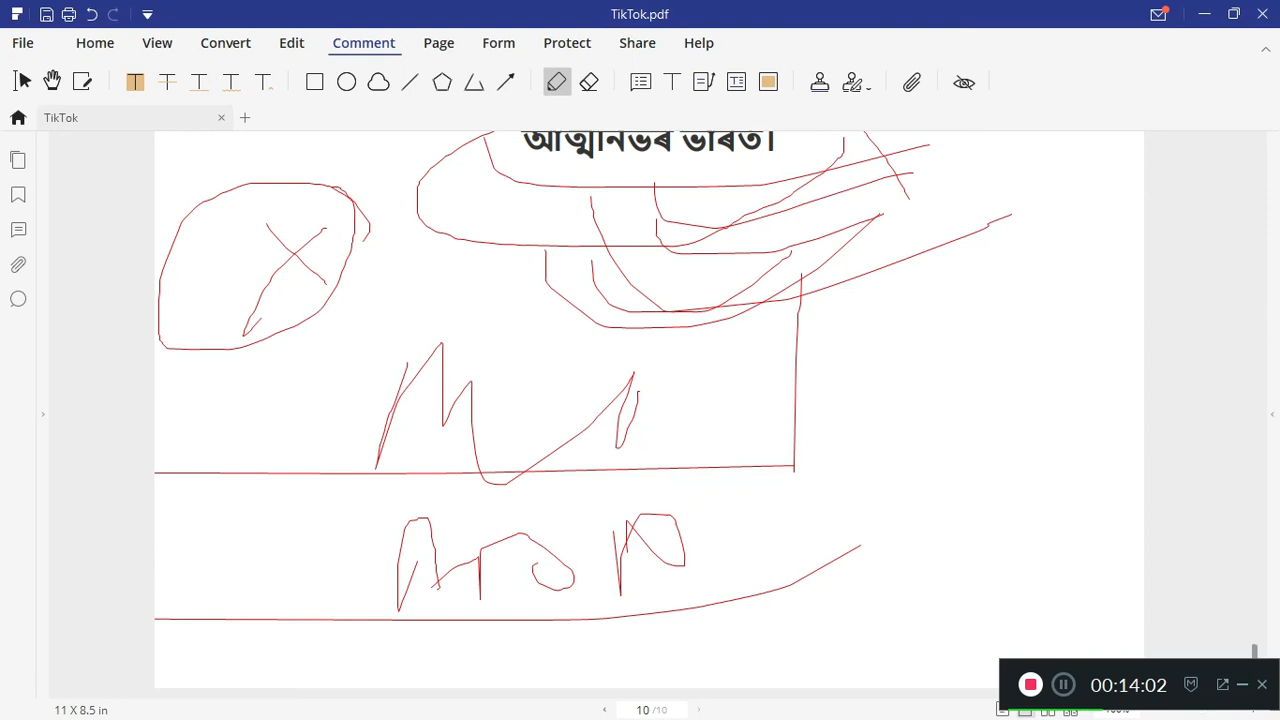 TikTok.pdf
File Home View Convert Edit Comment Page Form Protect Share Help
TikTok
আত্মনিৰ্ভৰ ভাৰত।
00:14:02
11 X 8.5 in 10 /10